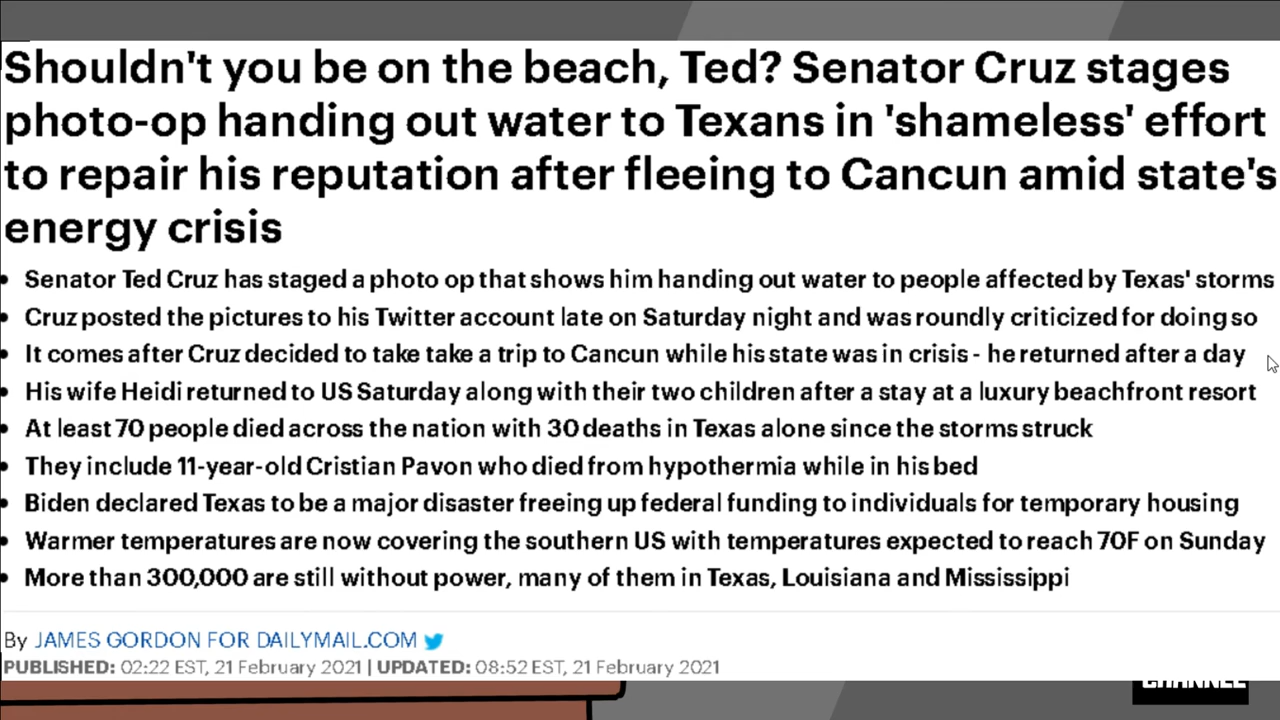 Shouldn't you be on the beach, Ted? Senator Cruz stages
photo-op handing out water to Texans in 'shameless' effort
to repair his reputation after fleeing to Cancun amid state's
energy crisis
• Senator Ted Cruz has staged a photo op that shows him handing out water to people affected by Texas' storms
• Cruz posted the pictures to his Twitter account late on Saturday night and was roundly criticized for doing so
• It comes after Cruz decided to take take a trip to Cancun while his state was in crisis - he returned after a day
• His wife Heidi returned to US Saturday along with their two children after a stay at a luxury beachfront resort
• At least 70 people died across the nation with 30 deaths in Texas alone since the storms struck
• They include 11-year-old Cristian Pavon who died from hypothermia while in his bed
• Biden declared Texas to be a major disaster freeing up federal funding to individuals for temporary housing
• Warmer temperatures are now covering the southern US with temperatures expected to reach 70F on Sunday
• More than 300,000 are still without power, many of them in Texas, Louisiana and Mississippi
By JAMES GORDON FOR DAILYMAIL.COM
PUBLISHED: 02:22 EST, 21 February 2021 | UPDATED: 08:52 EST, 21 February 2021
CHANNEL